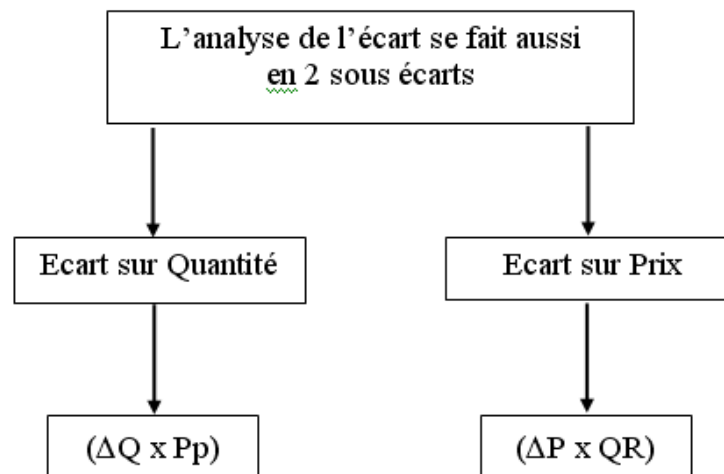 L'analyse de l'écart se fait aussi
en 2 sous écarts
Ecart sur Quantité
Ecart sur Prix
(ΔQ x Pp)
(ΔP x QR)